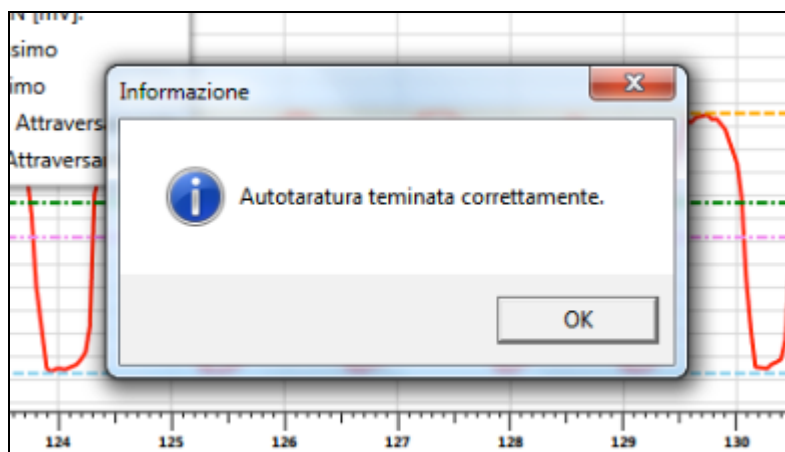 N [mV]:
simo
imo
Attraversa
Attraversa
Informazione
Autotaratura teminata correttamente.
OK
124 125 126 127 128 129 130